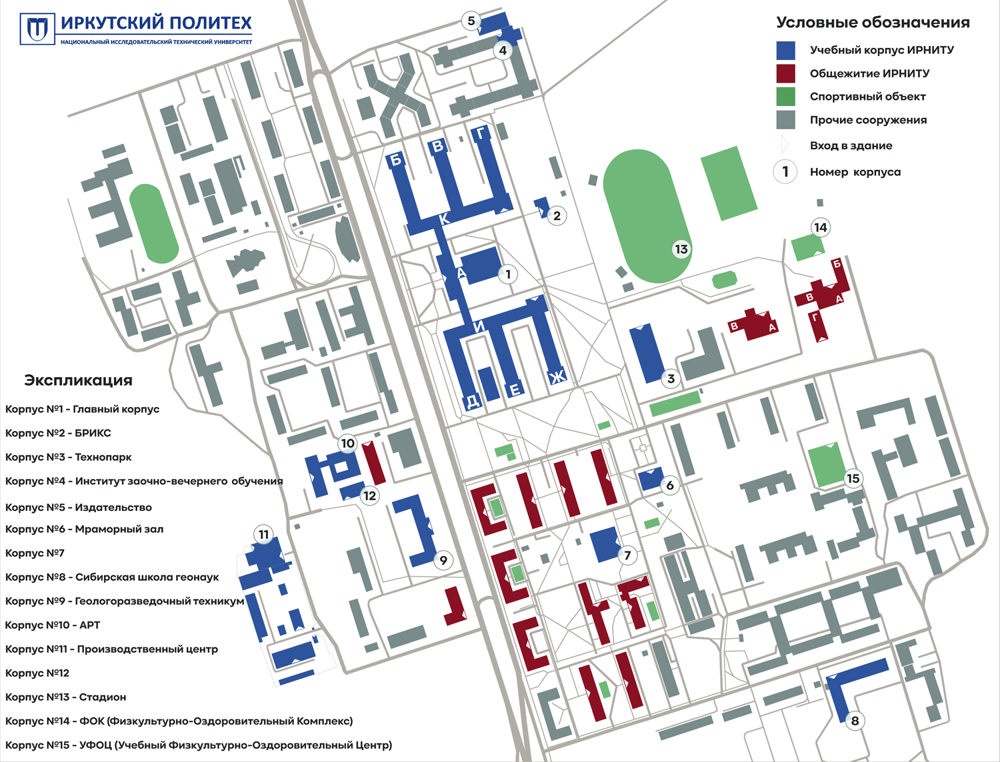 ИРКУТСКИЙ ПОЛИТЕХ
НАЦИОНАЛЬНЫЙ ИССЛЕДОВАТЕЛЬСКИЙ ТЕХНИЧЕСКИЙ УНИВЕРСИТЕТ
Условные обозначения
Учебный корпус ИРНИТУ
Общежитие ИРНИТУ
Спортивный объект
Прочие сооружения
Вход в здание
1 Номер корпуса
5
4
Г
В
Б
К
2
13
14
А
1
Б
В
А
Г
В
А
И
Ж
Е
Д
3
10
12
6
15
11
9
7
8
Экспликация
Корпус №1 - Главный корпус
Корпус №2 - БРИКС
Корпус №3 - Технопарк
Корпус №4 - Институт заочно-вечернего обучения
Корпус №5 - Издательство
Корпус №6 - Мраморный зал
Корпус №7
Корпус №8 - Сибирская школа геонаук
Корпус №9 - Геологоразведочный техникум
Корпус №10 - АРТ
Корпус №11 - Производственный центр
Корпус №12
Корпус №13 - Стадион
Корпус №14 - ФОК (Физкультурно-Оздоровительный Комплекс)
Корпус №15 - УФОЦ (Учебный Физкультурно-Оздоровительный Центр)